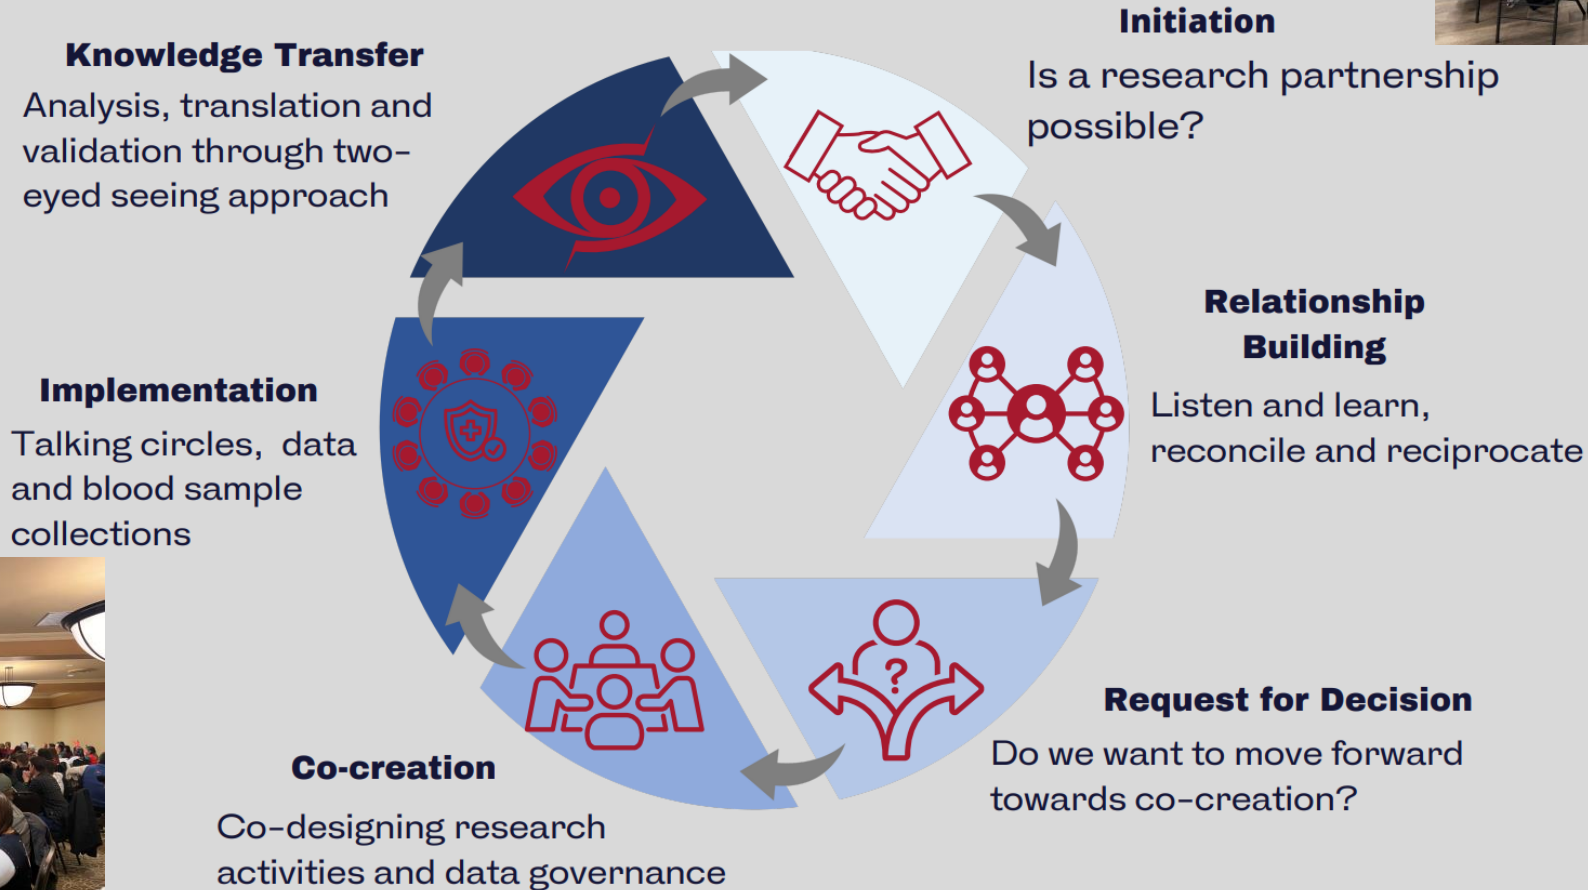 Initiation
Is a research partnership
possible?
Relationship
Building
Listen and learn,
reconcile and reciprocate
Request for Decision
Do we want to move forward
towards co-creation?
Co-creation
Co-designing research
activities and data governance
Implementation
Talking circles,  data
and blood sample
collections
Knowledge Transfer
Analysis, translation and
validation through two-
eyed seeing approach
?